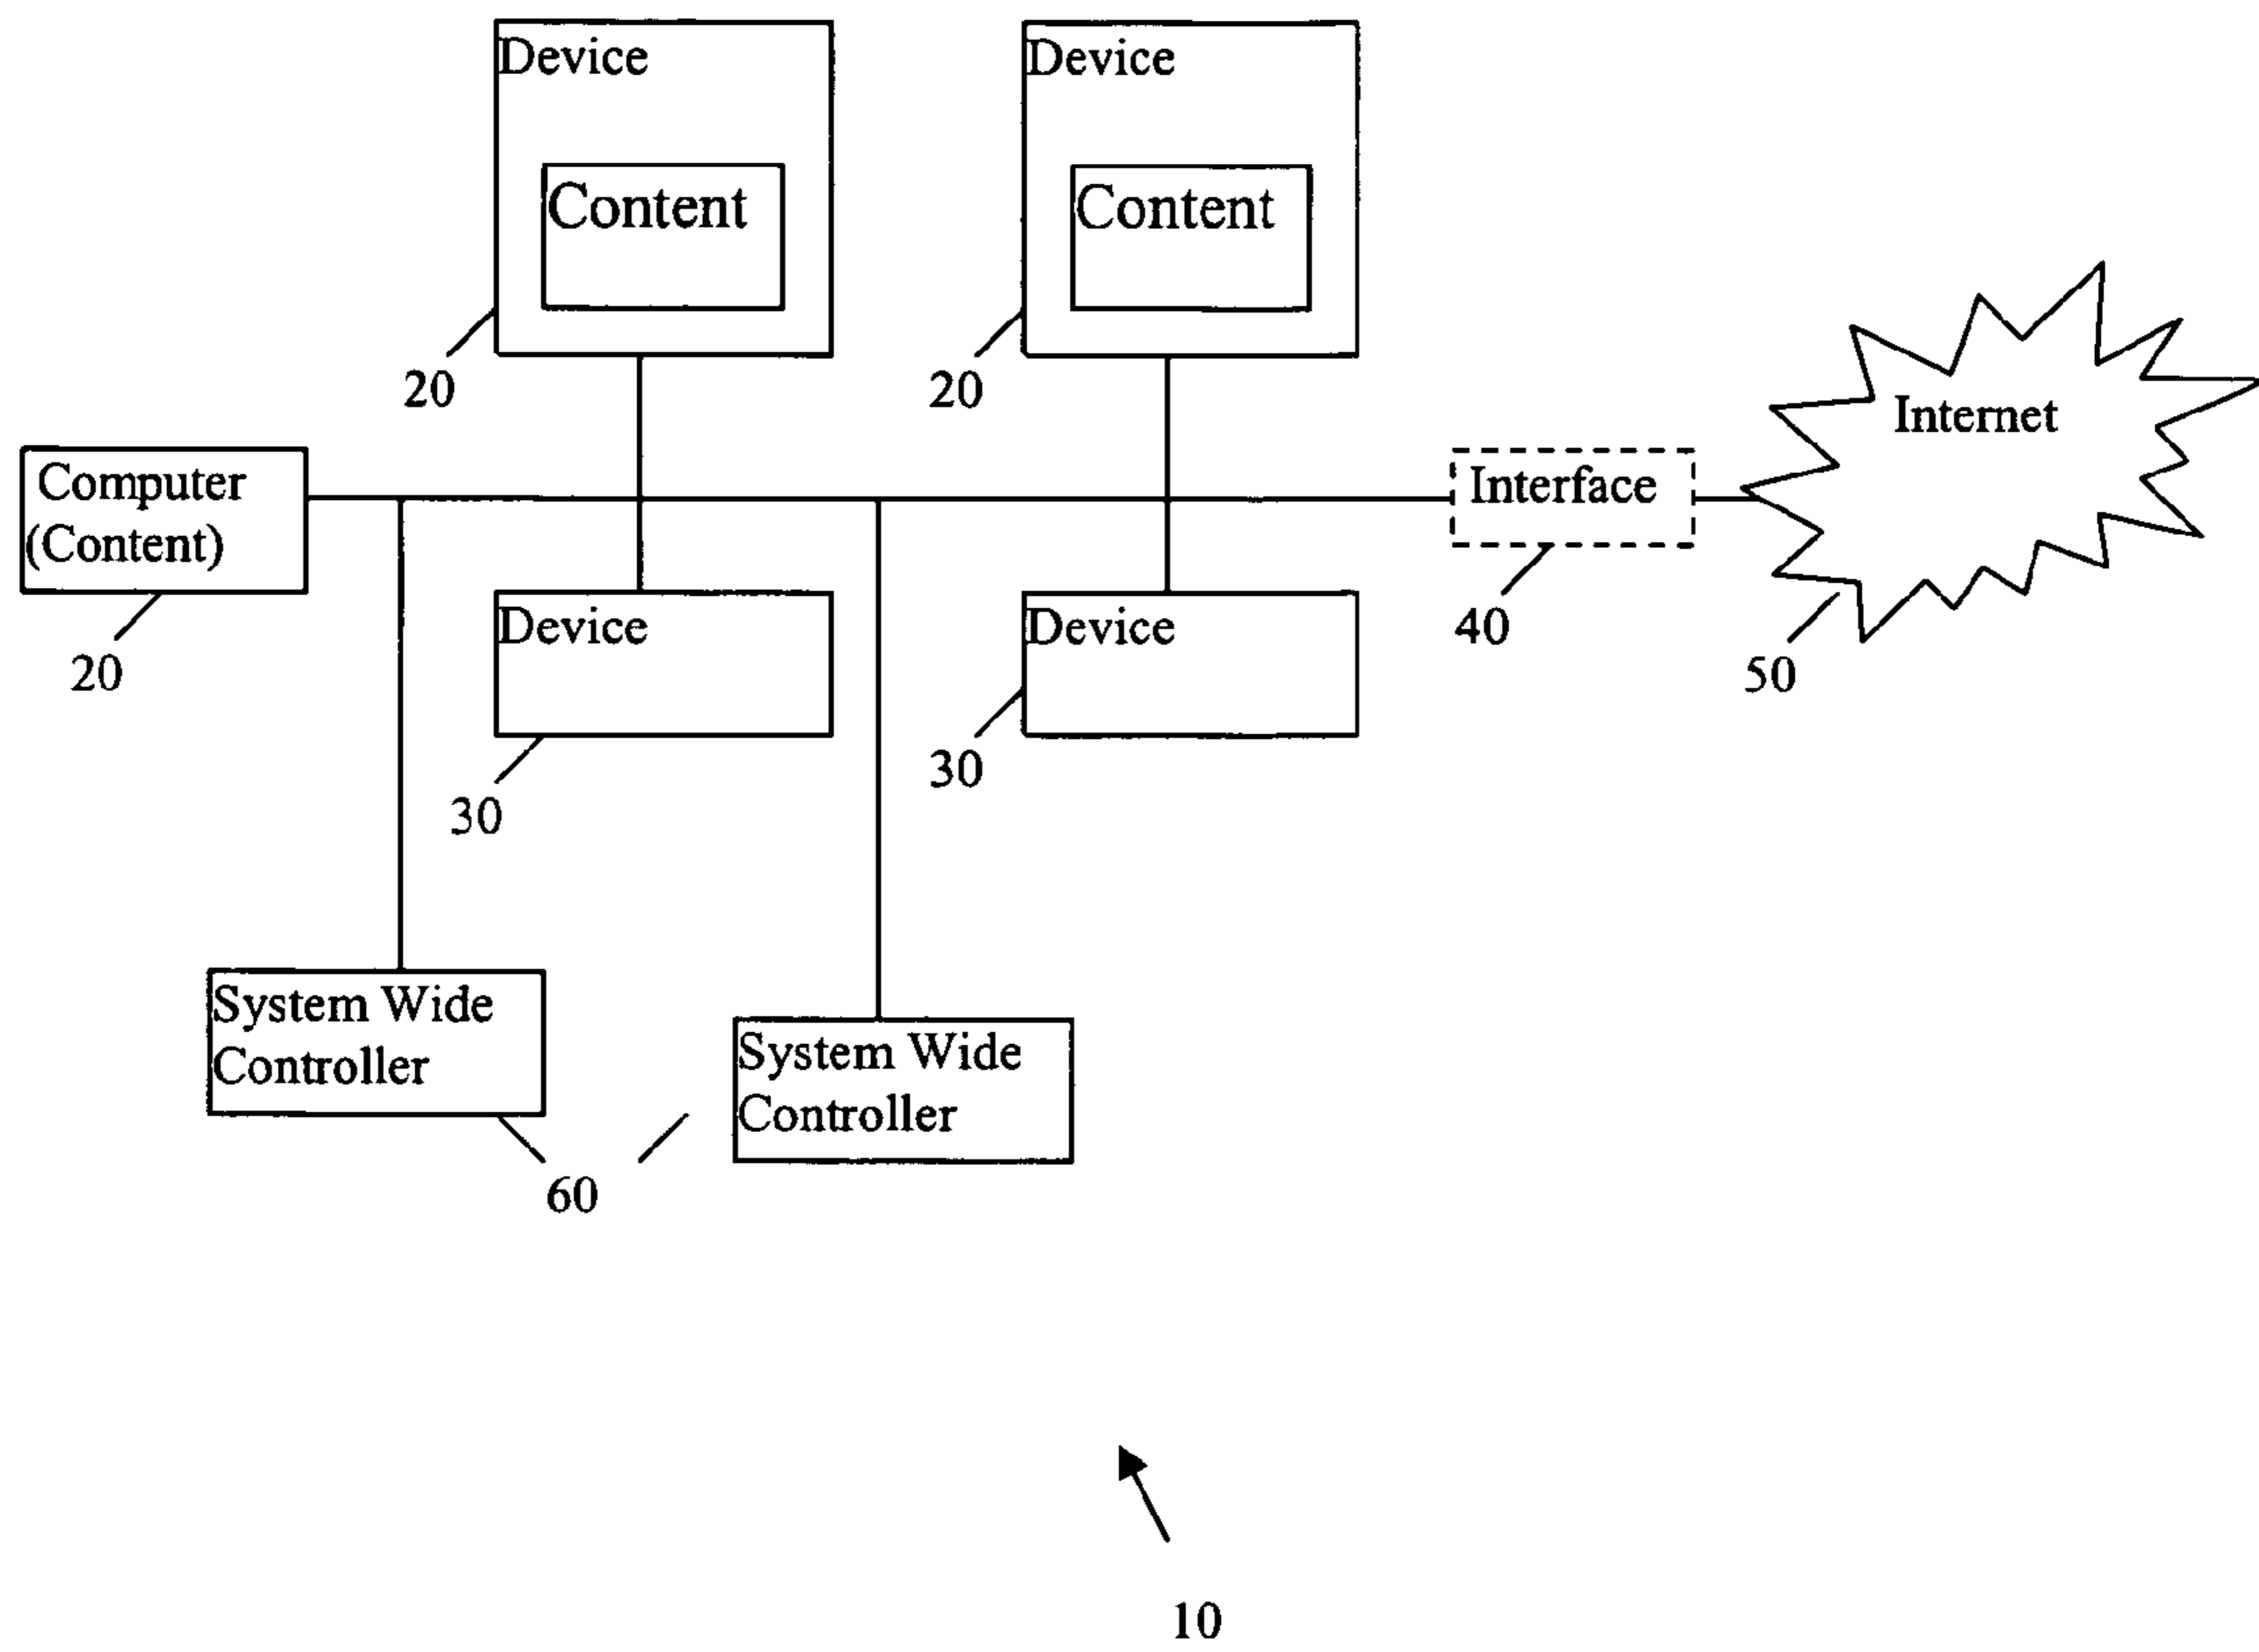 Device
Device
Content
Content
20
20
Internet
Computer
(Content)
Interface
20
Device
Device
40
50
30
30
System Wide
Controller
System Wide
Controller
60
10